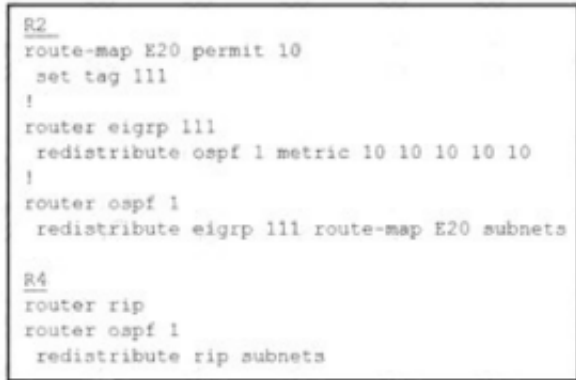 R2
route-map E20 permit 10
set tag 111
!
router eigrp 111
redistribute ospf 1 metric 10 10 10 10 10
!
router ospf 1
redistribute eigrp 111 route-map E20 subnets
R4
router rip
router ospf 1
redistribute rip subnets